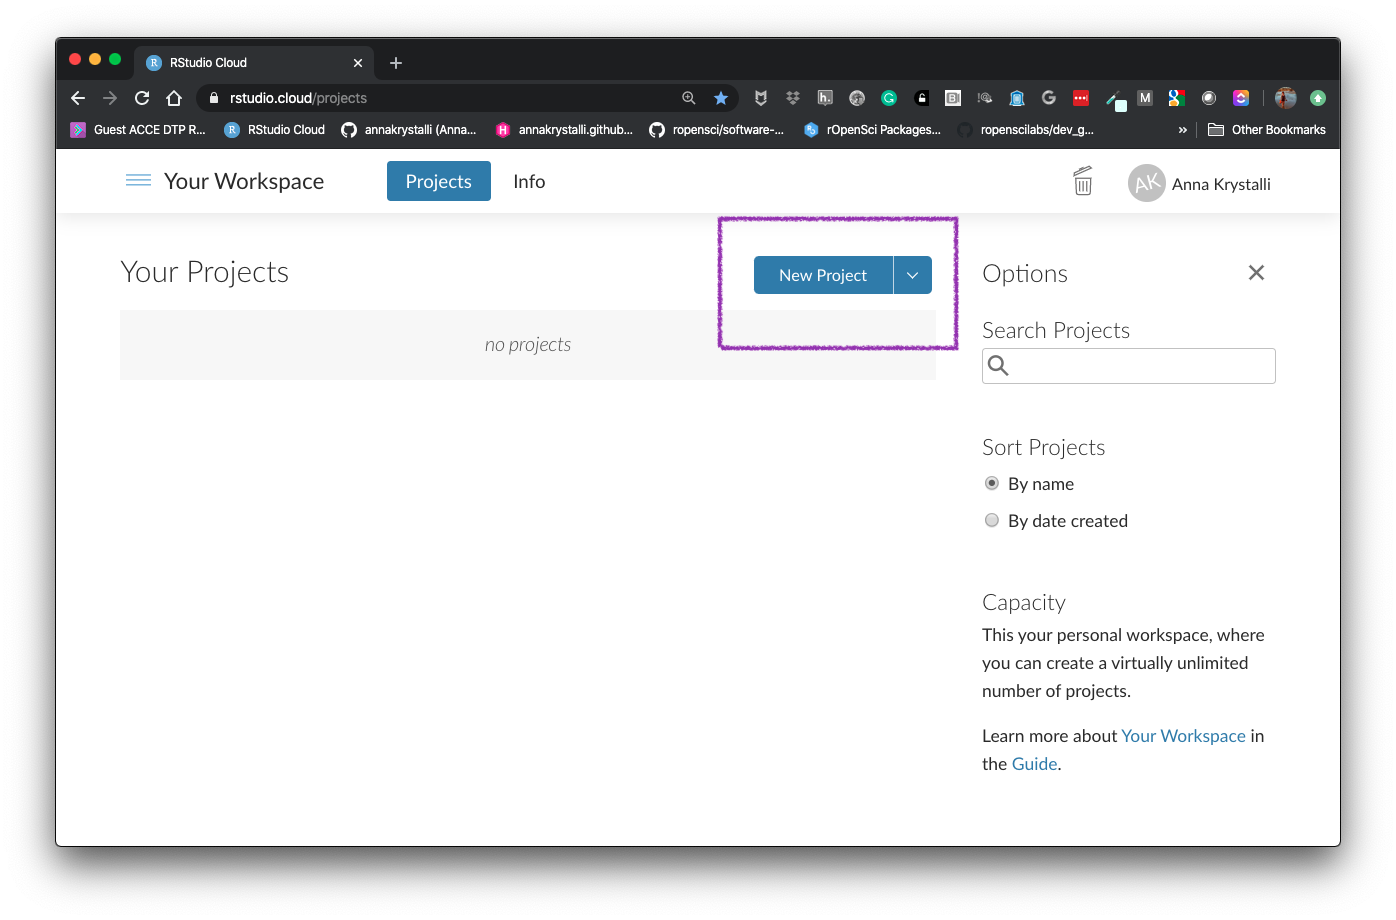 RStudio Cloud
rstudio.cloud/projects
Guest ACCE DTP R...
RStudio Cloud
annakrystalli (Anna...
annakrystalli.github...
ropensci/software-...
rOpenSci Packages...
ropenscilabs/dev_g...
»
Other Bookmarks
Your Workspace
Projects
Info
AK
Anna Krystalli
Your Projects
New Project
no projects
Options
Search Projects
Sort Projects
By name
By date created
Capacity
This your personal workspace, where
you can create a virtually unlimited
number of projects.
Learn more about Your Workspace in
the Guide.